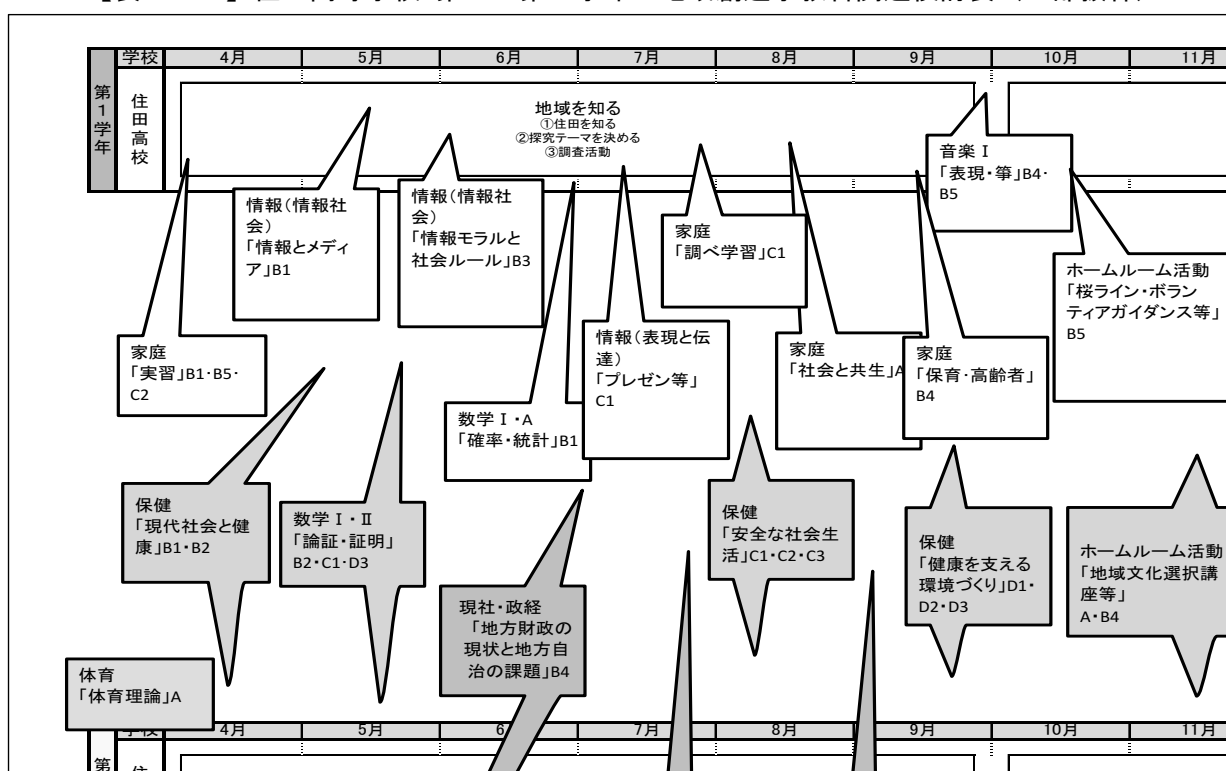 学校 4月 5月 6月 7月 8月 9月 10月 11月
第1学年
住田高校
地域を知る
①住田を知る
②探究テーマを決める
③調査活動
音楽Ⅰ
「表現・箏」B4・
B5
情報(情報社
会)
「情報とメディ
ア」B1
情報(情報社
会)
「情報モラルと
社会ルール」B3
家庭
「調べ学習」C1
ホームルーム活動
「桜ライン・ボラン
ティアガイダンス等」
B5
家庭
「実習」B1・B5・
C2
情報(表現と伝
達)
「プレゼン等」
C1
家庭
「社会と共生」A
家庭
「保育・高齢者」
B4
数学Ⅰ・A
「確率・統計」B1
保健
「現代社会と健
康」B1・B2
数学Ⅰ・Ⅱ
「論証・証明」
B2・C1・D3
保健
「安全な社会生
活」C1・C2・C3
保健
「健康を支える
環境づくり」D1・
D2・D3
ホームルーム活動
「地域文化選択講
座等」
A・B4
現社・政経
「地方財政の
現状と地方自
治の課題」B4
体育
「体育理論」A
4月 5月 6月 7月 8月 9月 10月 11月
第